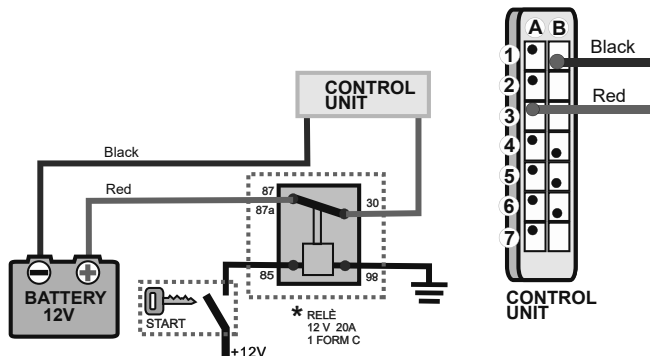 CONTROL
UNIT
Black
Red
87
87a
30
85
98
BATTERY
12V
START
+12V
* RELÈ
12 V 20A
1 FORM C
A B
1
2
3
4
5
6
7
Black
Red
CONTROL
UNIT